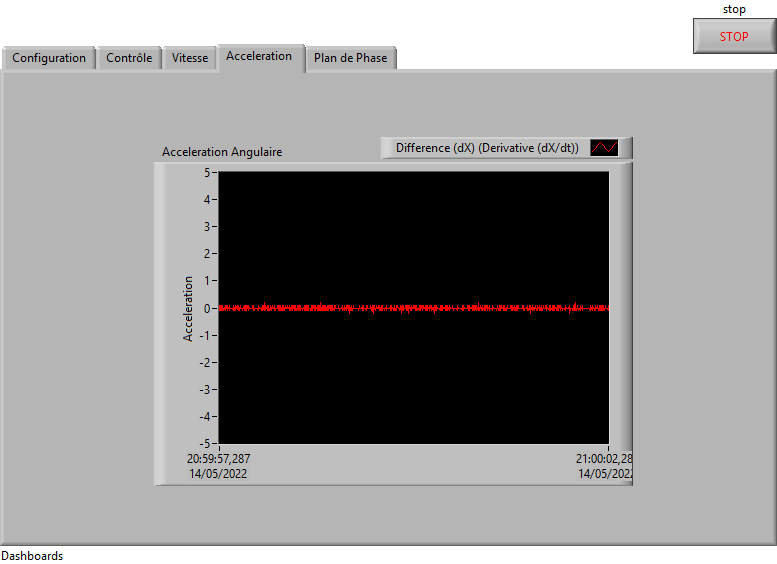 stop
STOP
Configuration
Contrôle
Vitesse
Acceleration
Plan de Phase
Acceleration Angulaire
Difference (dX) (Derivative (dX/dt))
Acceleration
5
4
3
2
1
0
-1
-2
-3
-4
-5
20:59:57,287
14/05/2022
21:00:02,28
14/05/202
Dashboards